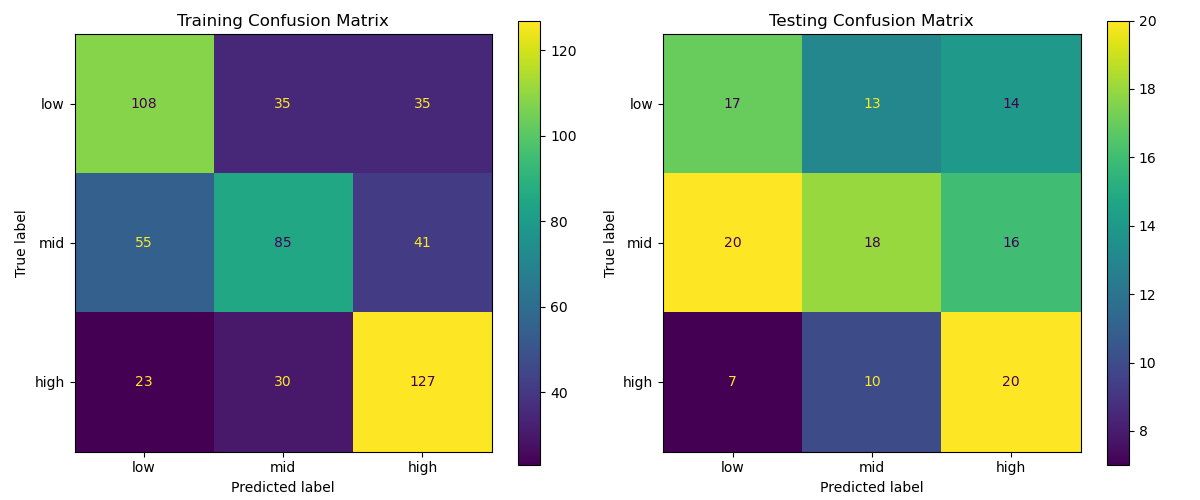 Training Confusion Matrix
low
mid
high
True label
108 35 35
55 85 41
23 30 127
low mid high
Predicted label
120
100
80
60
40
Testing Confusion Matrix
low
mid
high
True label
17 13 14
20 18 16
7 10 20
low mid high
Predicted label
20
18
16
14
12
10
8